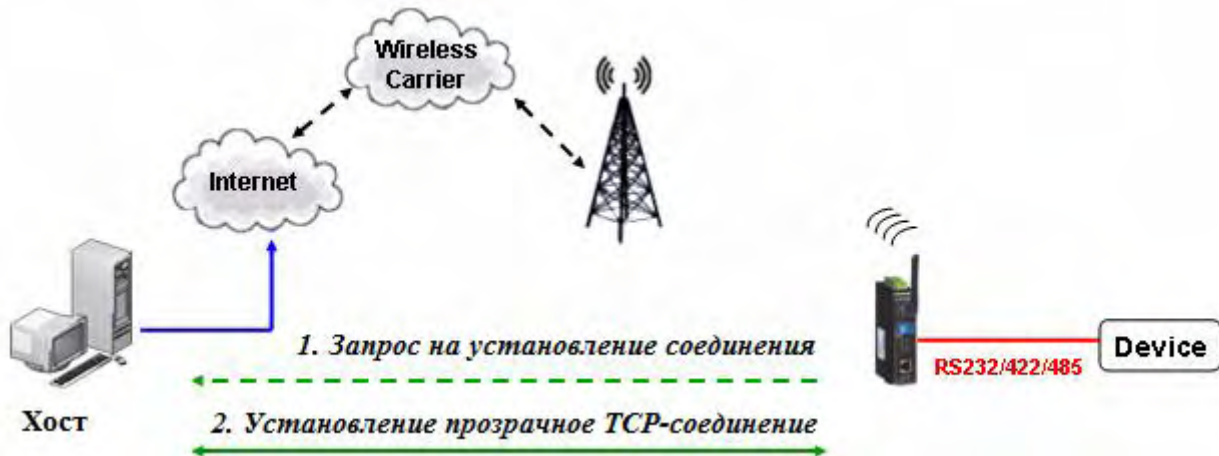 Wireless
Carrier
Internet
1. Запрос на установление соединения
RS232/422/485
Device
Хост
2. Установление прозрачное TCP-соединение